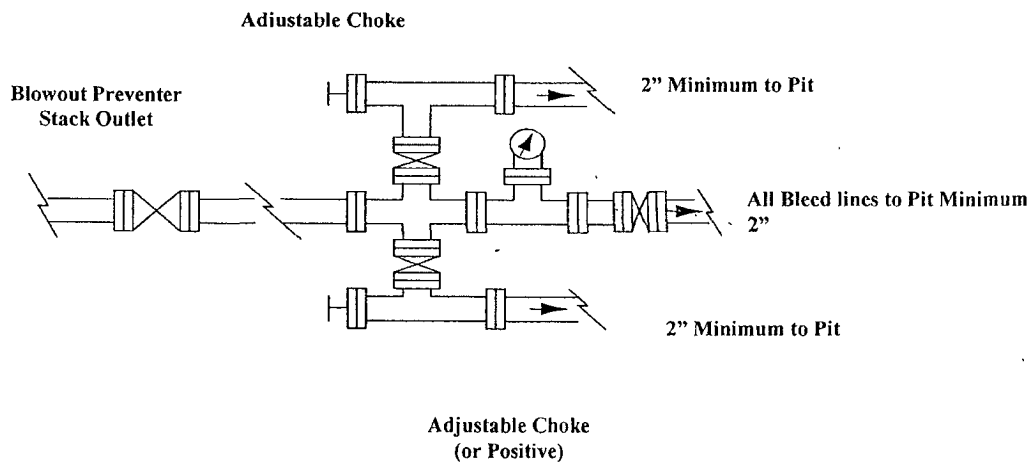 Adiustable Choke
Blowout Preventer
Stack Outlet
2” Minimum to Pit
All Bleed lines to Pit Minimum
2”
2” Minimum to Pit
Adjustable Choke
(or Positive)